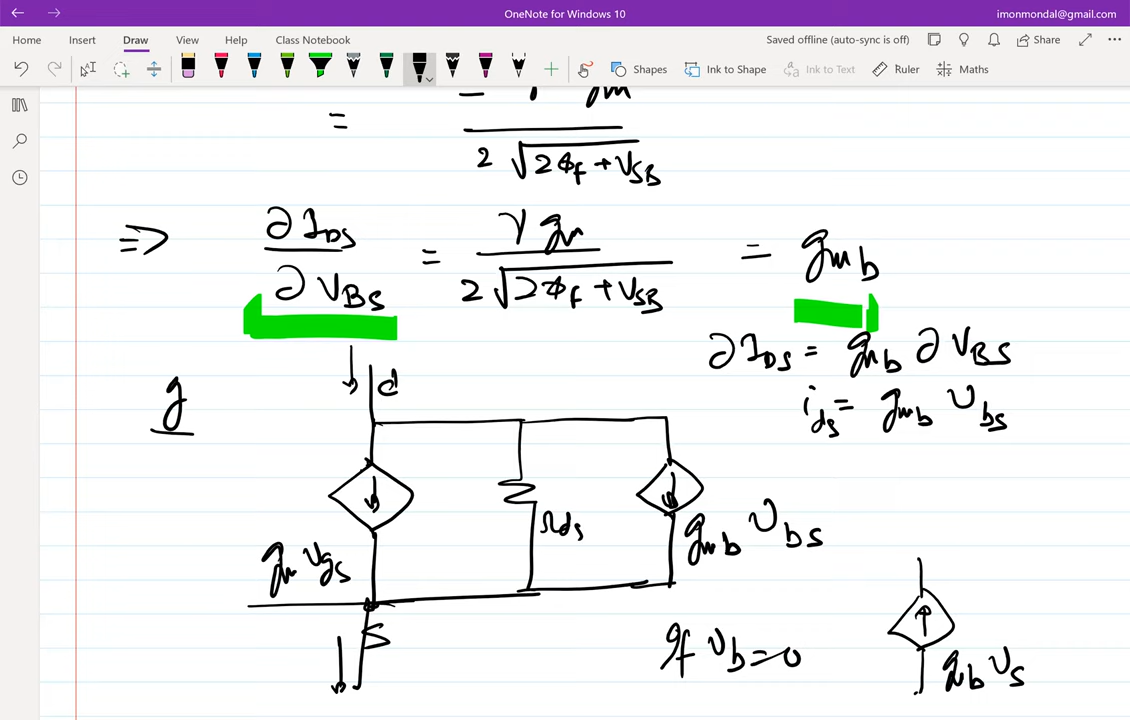 OneNote for Windows 10
imonmondal@gmail.com
Home Insert Draw View Help Class Notebook
Saved offline (auto-sync is off)
Share
Shapes
Ink to Shape
Ink to Text
Ruler
Maths
=
2 √2ϕf + VSB
=> ∂IDS / ∂VBS = γ gm / 2 √2ϕf + VSB = gmb
∂IDS = gmb ∂VBS
ids = gmb vbs
g
d
rds
gmb vbs
gm vgs
s
If vb = 0
gmb vs